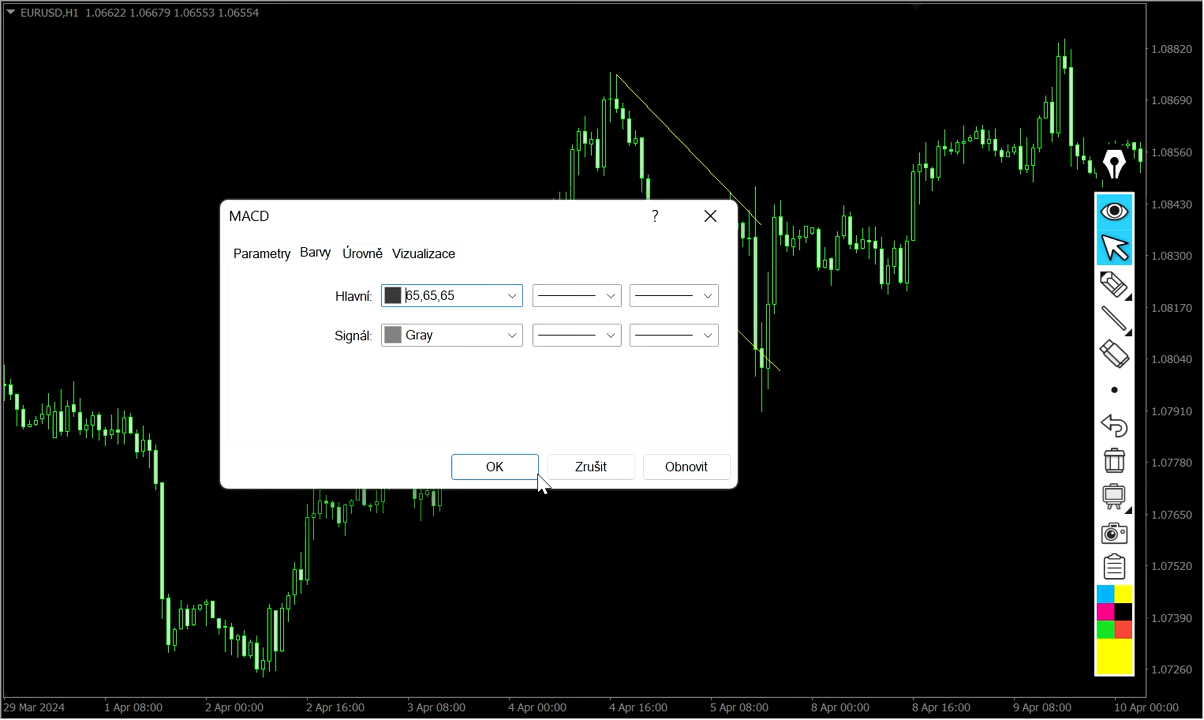 EURUSD,H1 1.06622 1.06679 1.06553 1.06554
1.08820
1.08690
1.08560
1.08430
1.08300
1.08170
1.08040
1.07910
1.07780
1.07650
1.07520
1.07390
1.07260
MACD ?
Parametry Barvy Úrovně Vizualizace
Hlavní: 65,65,65
Signál: Gray
OK Zrušit Obnovit
29 Mar 2024 1 Apr 08:00 2 Apr 00:00 2 Apr 16:00 3 Apr 08:00 4 Apr 00:00 4 Apr 16:00 5 Apr 08:00 8 Apr 00:00 8 Apr 16:00 9 Apr 08:00 10 Apr 00:00